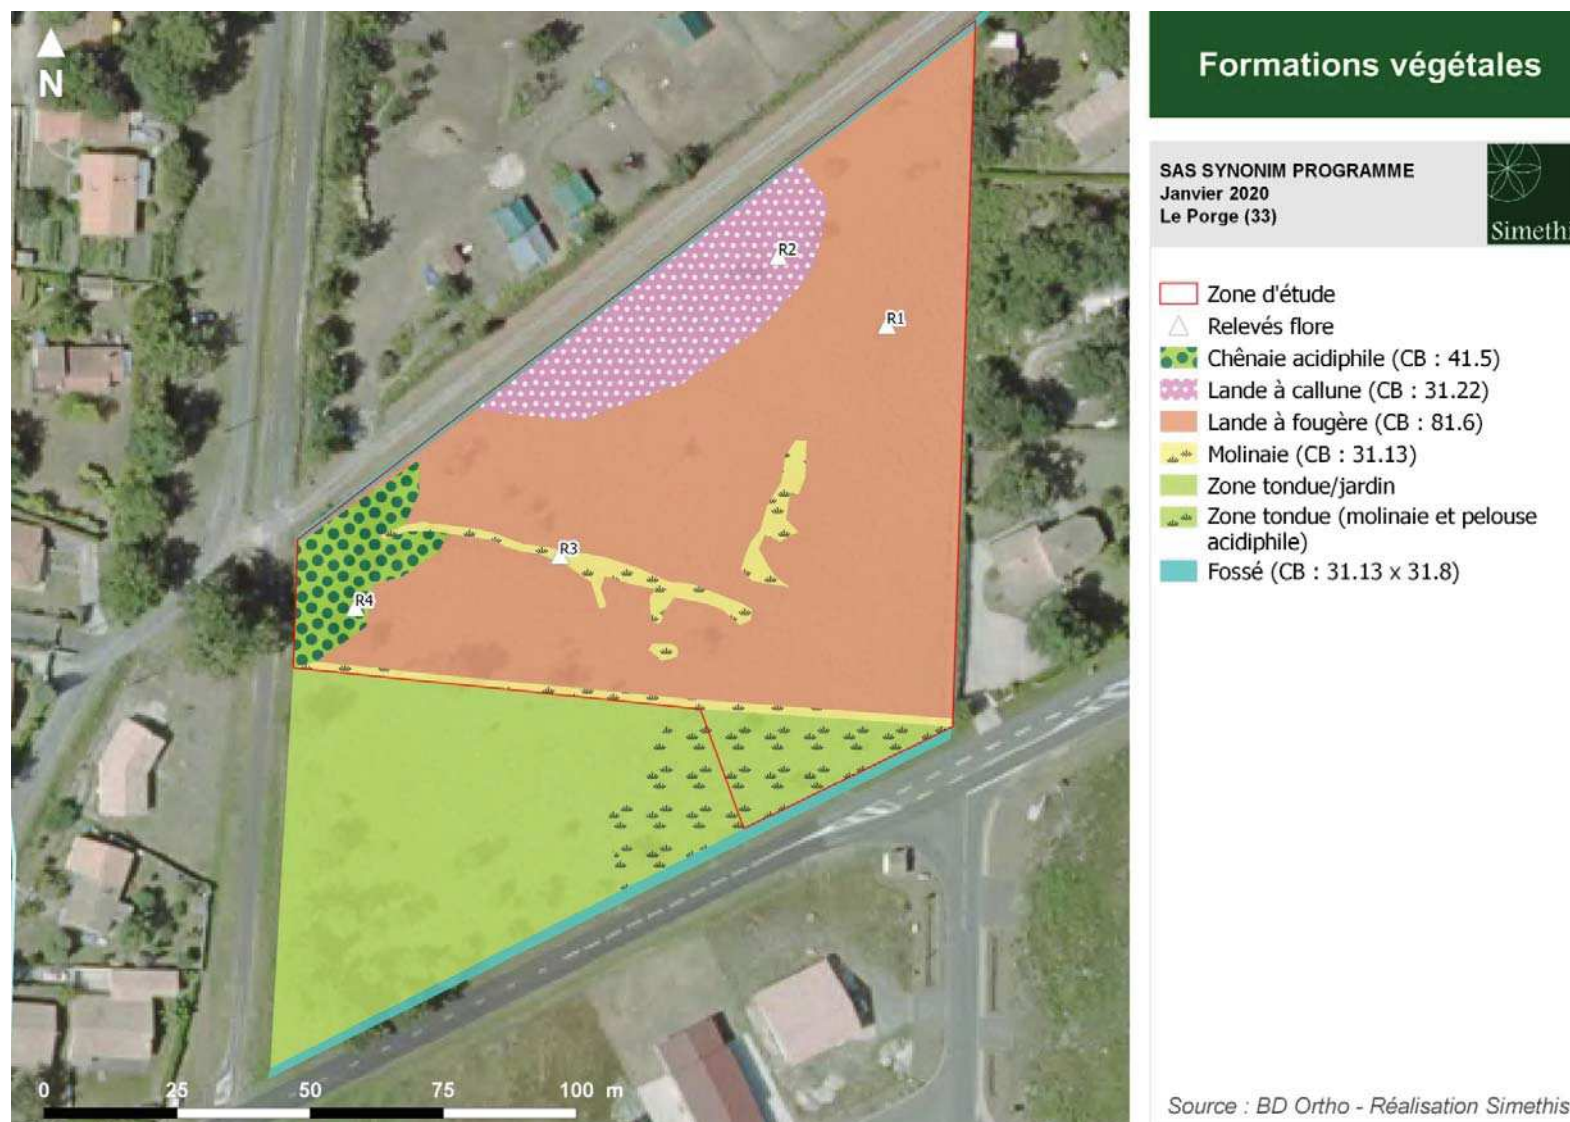 N
R2
R1
R3
R4
0 25 50 75 100 m
Formations végétales
SAS SYNONIM PROGRAMME
Janvier 2020
Le Porge (33)
Simethi
Zone d'étude
Relevés flore
Chênaie acidiphile (CB : 41.5)
Lande à callune (CB : 31.22)
Lande à fougère (CB : 81.6)
Molinaie (CB : 31.13)
Zone tondue/jardin
Zone tondue (molinaie et pelouse
acidiphile)
Fossé (CB : 31.13 x 31.8)
Source : BD Ortho - Réalisation Simethis